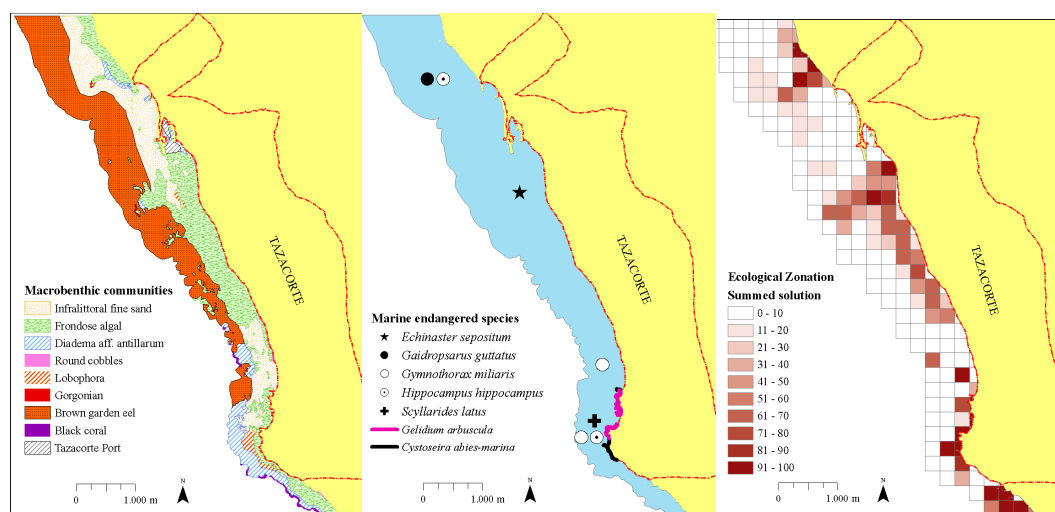 TAZACORTE
Macrobenthic communities
Infralittoral fine sand
Frondose algal
Diadema aff. antillarum
Round cobbles
Lobophora
Gorgonian
Brown garden eel
Black coral
Tazacorte Port
0 1.000 m
N
TAZACORTE
Marine endangered species
Echinaster sepositum
Gaidropsarus guttatus
Gymnothorax miliaris
Hippocampus hippocampus
Scyllarides latus
Gelidium arbuscula
Cystoseira abies-marina
0 1.000 m
N
TAZACORTE
Ecological Zonation
Summed solution
0 - 10
11 - 20
21 - 30
31 - 40
41 - 50
51 - 60
61 - 70
71 - 80
81 - 90
91 - 100
0 1.000 m
N